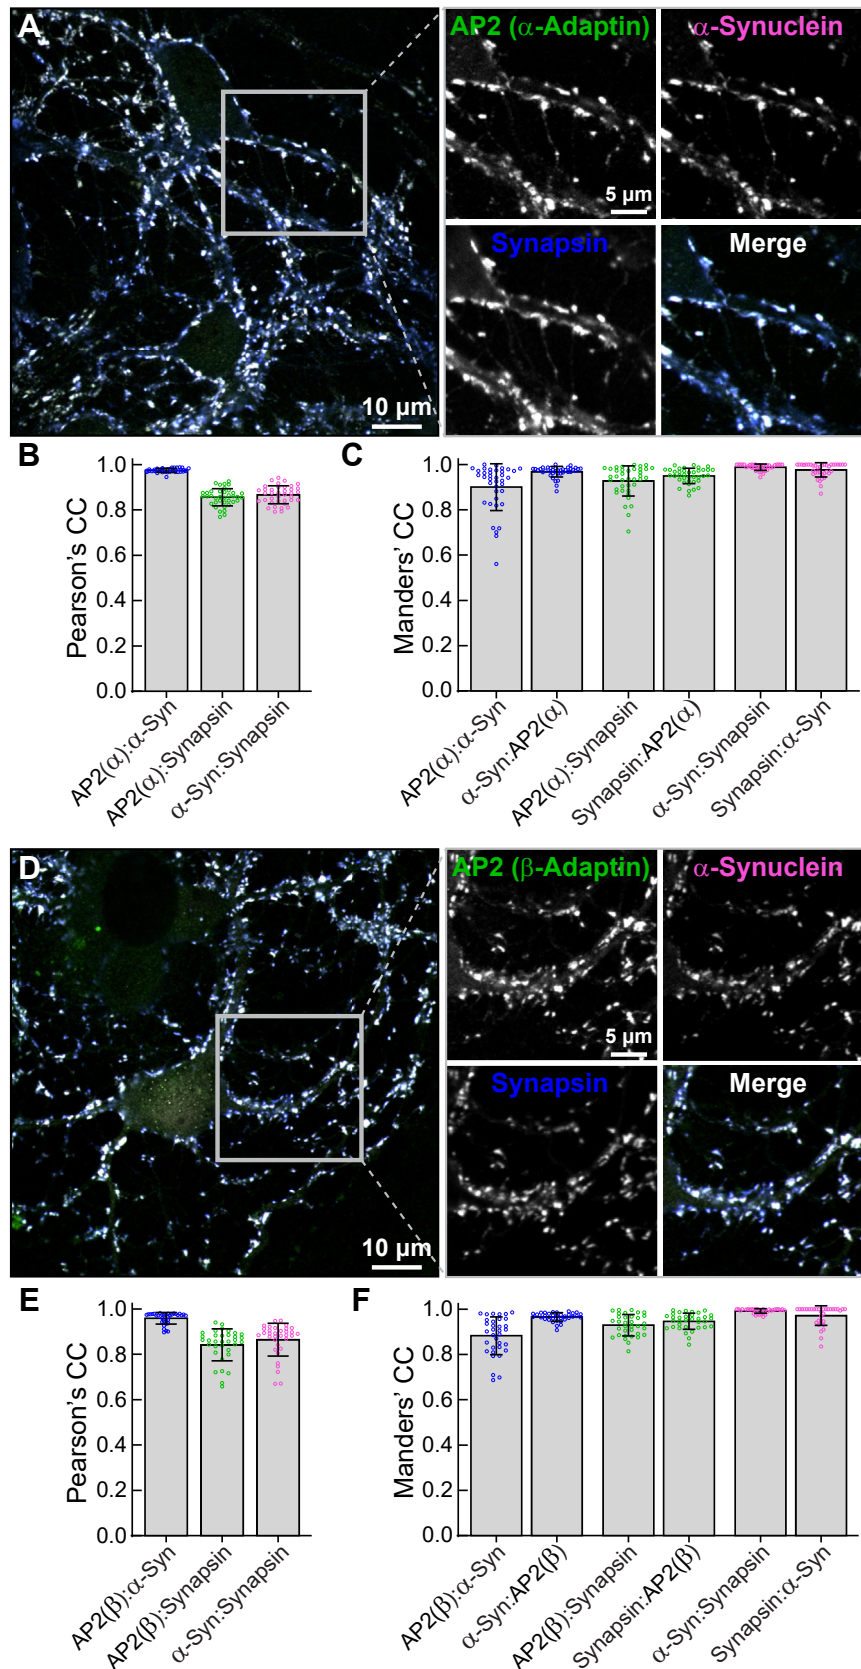 A
AP2 (α-Adaptin)
α-Synuclein
5 µm
Synapsin
Merge
10 µm
B
Pearson's CC
1.0
0.8
0.6
0.4
0.2
0.0
AP2(α):α-Syn
AP2(α):Synapsin
α-Syn:Synapsin
C
Manders' CC
1.0
0.8
0.6
0.4
0.2
0.0
AP2(α):α-Syn
α-Syn:AP2(α)
AP2(α):Synapsin
Synapsin:AP2(α)
α-Syn:Synapsin
Synapsin:α-Syn
D
AP2 (β-Adaptin)
α-Synuclein
5 µm
Synapsin
Merge
10 µm
E
Pearson's CC
1.0
0.8
0.6
0.4
0.2
0.0
AP2(β):α-Syn
AP2(β):Synapsin
α-Syn:Synapsin
F
Manders' CC
1.0
0.8
0.6
0.4
0.2
0.0
AP2(β):α-Syn
α-Syn:AP2(β)
AP2(β):Synapsin
Synapsin:AP2(β)
α-Syn:Synapsin
Synapsin:α-Syn